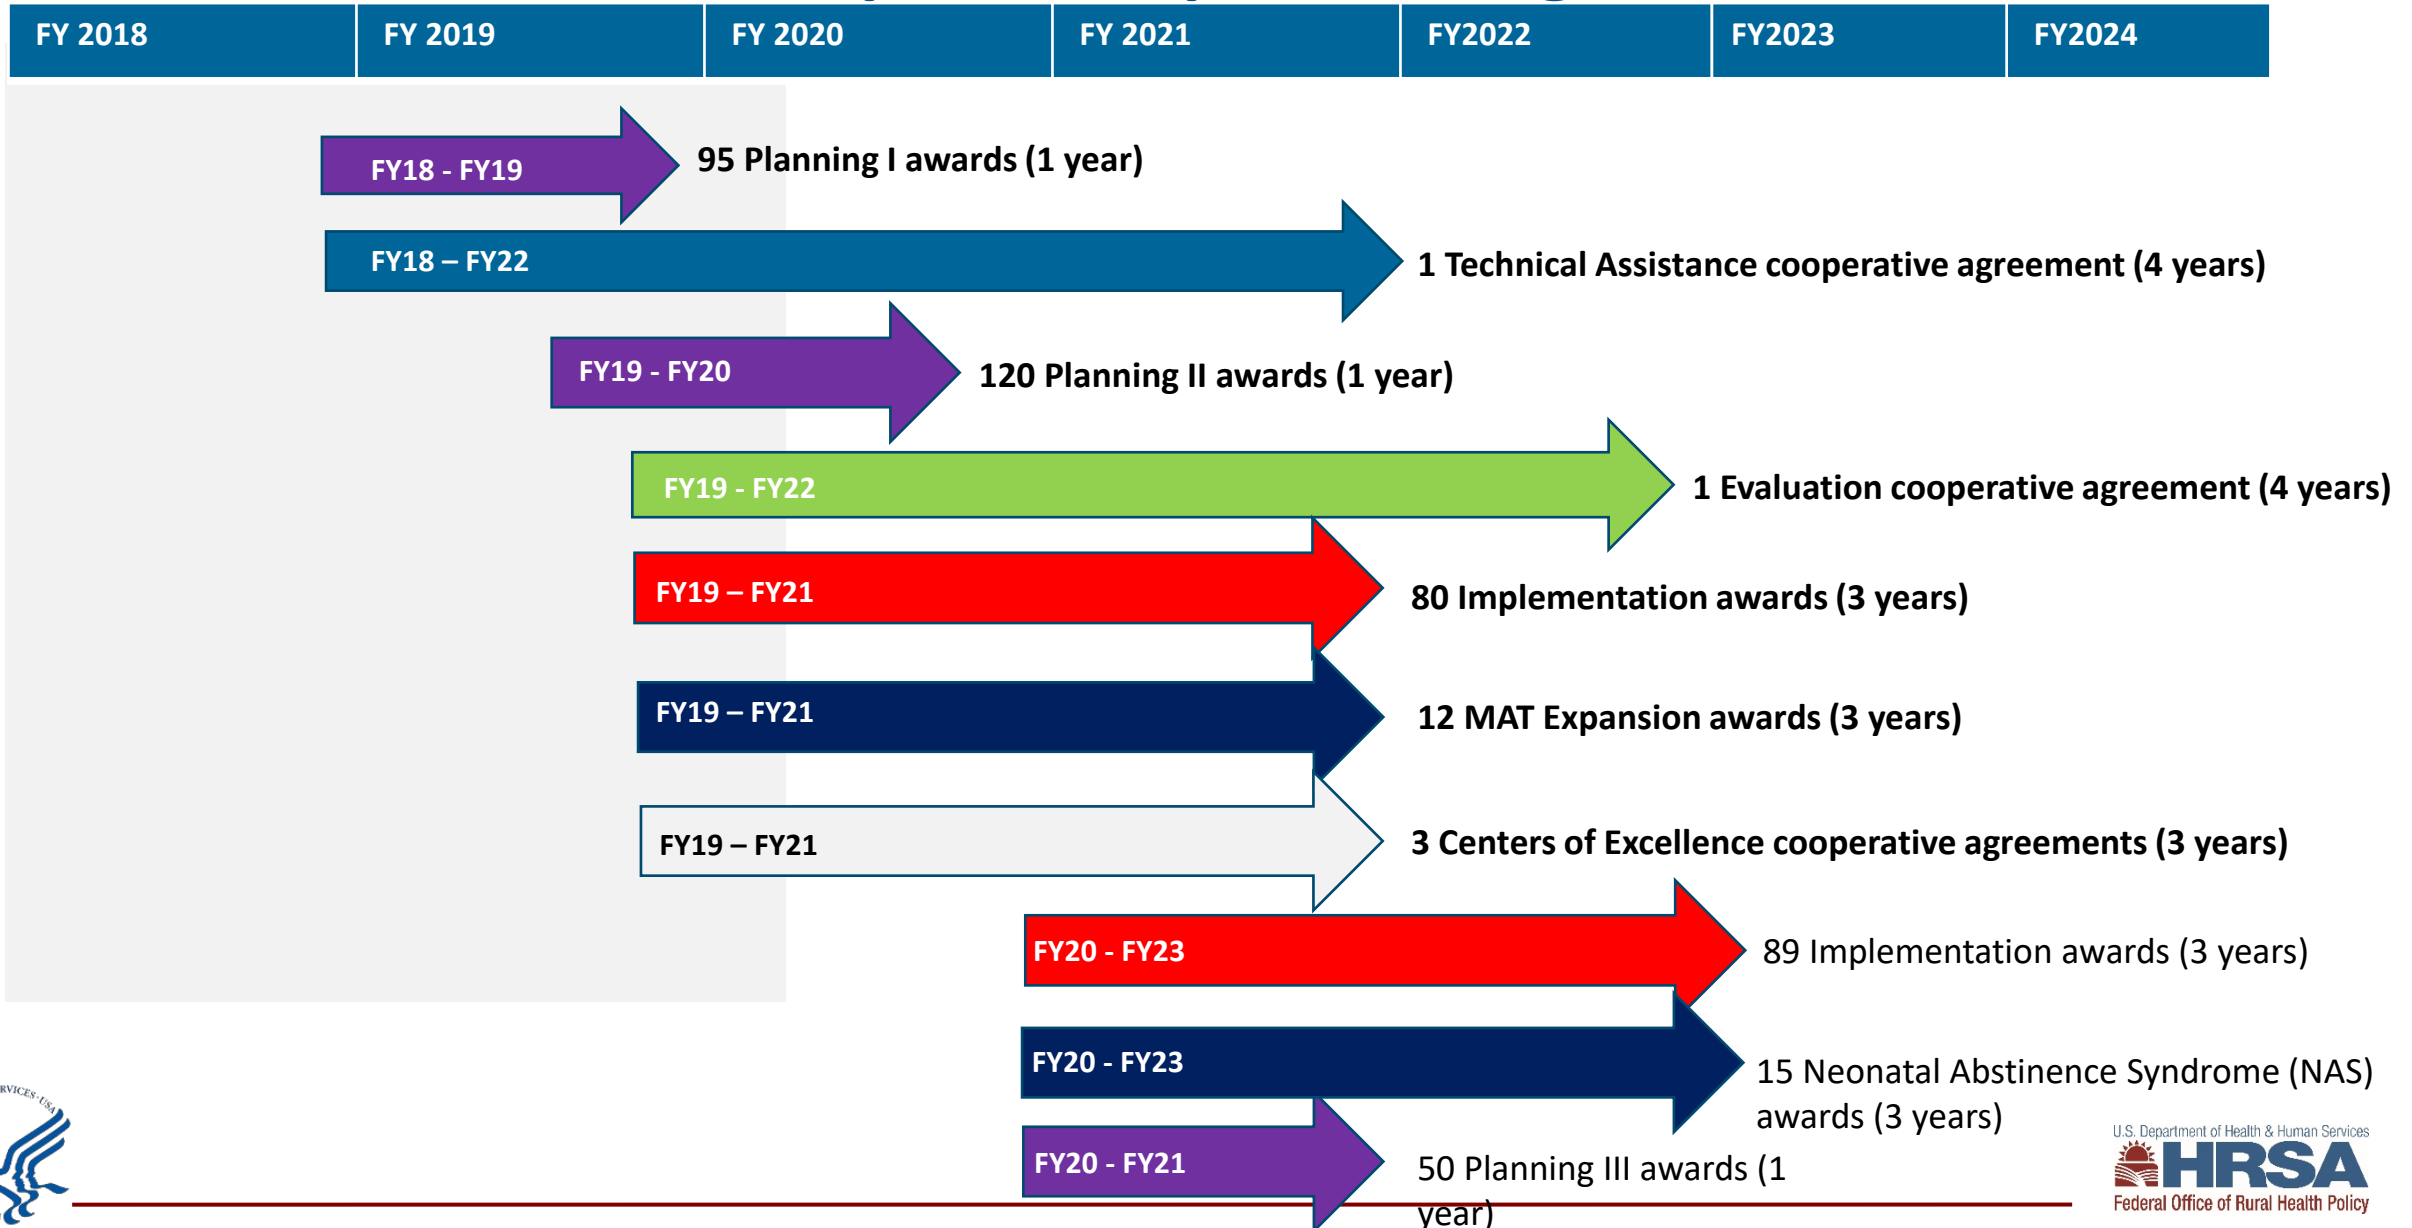 FY 2018
FY 2019
FY 2020
FY 2021
FY2022
FY2023
FY2024
FY18 - FY19
95 Planning I awards (1 year)
FY18 – FY22
1 Technical Assistance cooperative agreement (4 years)
FY19 - FY20
120 Planning II awards (1 year)
FY19 - FY22
1 Evaluation cooperative agreement (4 years)
FY19 – FY21
80 Implementation awards (3 years)
FY19 – FY21
12 MAT Expansion awards (3 years)
FY19 – FY21
3 Centers of Excellence cooperative agreements (3 years)
FY20 - FY23
89 Implementation awards (3 years)
FY20 - FY23
15 Neonatal Abstinence Syndrome (NAS)
awards (3 years)
FY20 - FY21
50 Planning III awards (1
year)
U.S. Department of Health & Human Services
HRSA
Federal Office of Rural Health Policy